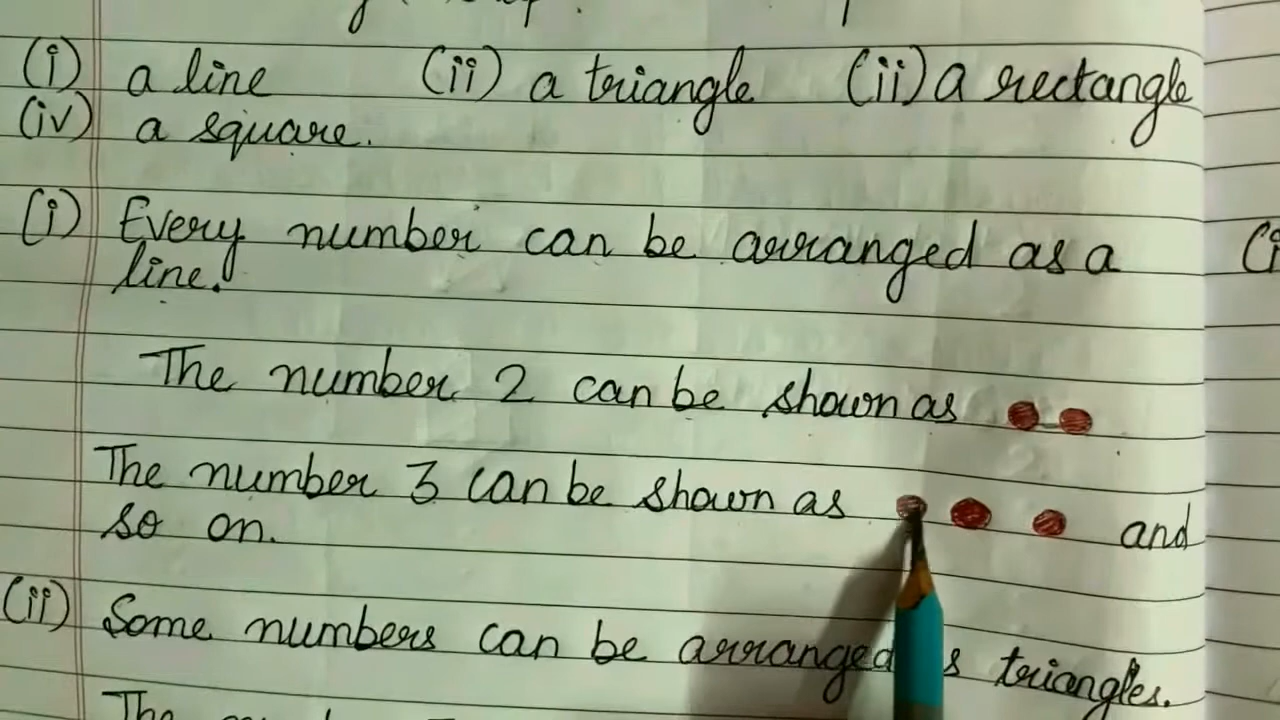 (i) a line (ii) a triangle (ii) a rectangle
(iv) a square.
(i) Every number can be arranged as a
line.
The number 2 can be shown as
The number 3 can be shown as and
so on.
(ii) Some numbers can be arranged s triangles.
The